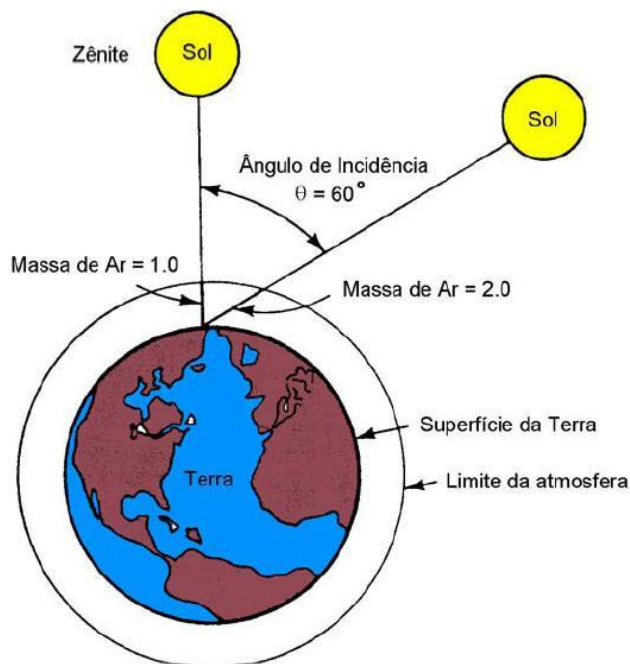 Zênite
Sol
Sol
Ângulo de Incidência
θ = 60°
Massa de Ar = 1.0
Massa de Ar = 2.0
Superfície da Terra
Terra
Limite da atmosfera